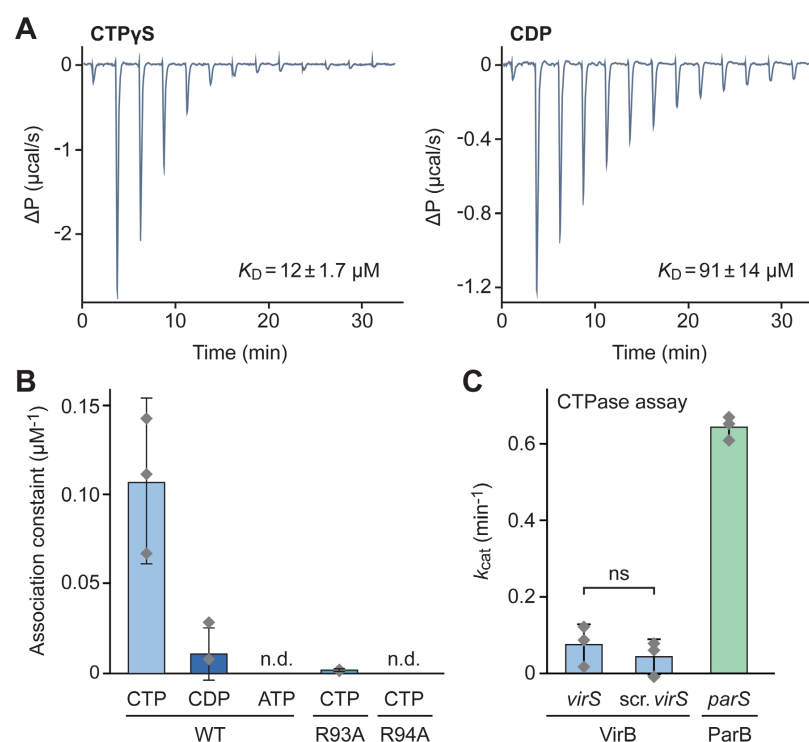 A
CTPγS
0
-1
-2
ΔP (µcal/s)
K_D = 12 ± 1.7 µM
0 10 20 30
Time (min)
CDP
0
-0.4
-0.8
-1.2
ΔP (µcal/s)
K_D = 91 ± 14 µM
0 10 20 30
Time (min)
B
0.15
0.10
0.05
0
Association constaint (µM⁻¹)
n.d. n.d.
CTP CDP ATP CTP CTP
WT R93A R94A
C
CTPase assay
0.6
0.4
0.2
0
k_cat (min⁻¹)
ns
virS scr. virS parS
VirB ParB